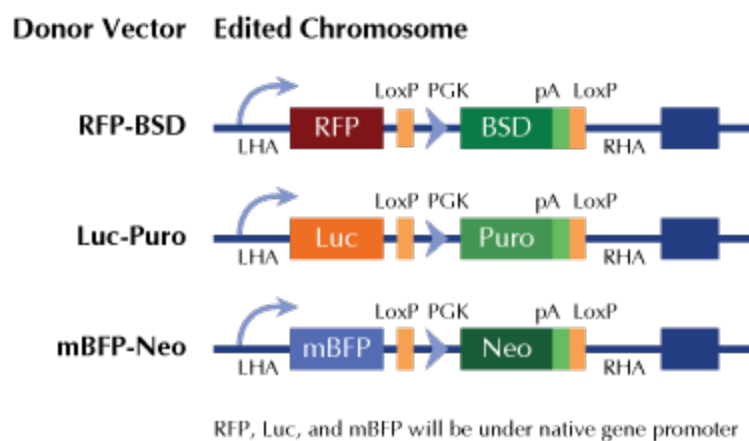 Donor Vector Edited Chromosome
LoxP PGK pA LoxP
RFP-BSD RFP BSD
LHA RHA
LoxP PGK pA LoxP
Luc-Puro Luc Puro
LHA RHA
LoxP PGK pA LoxP
mBFP-Neo mBFP Neo
LHA RHA
RFP, Luc, and mBFP will be under native gene promoter